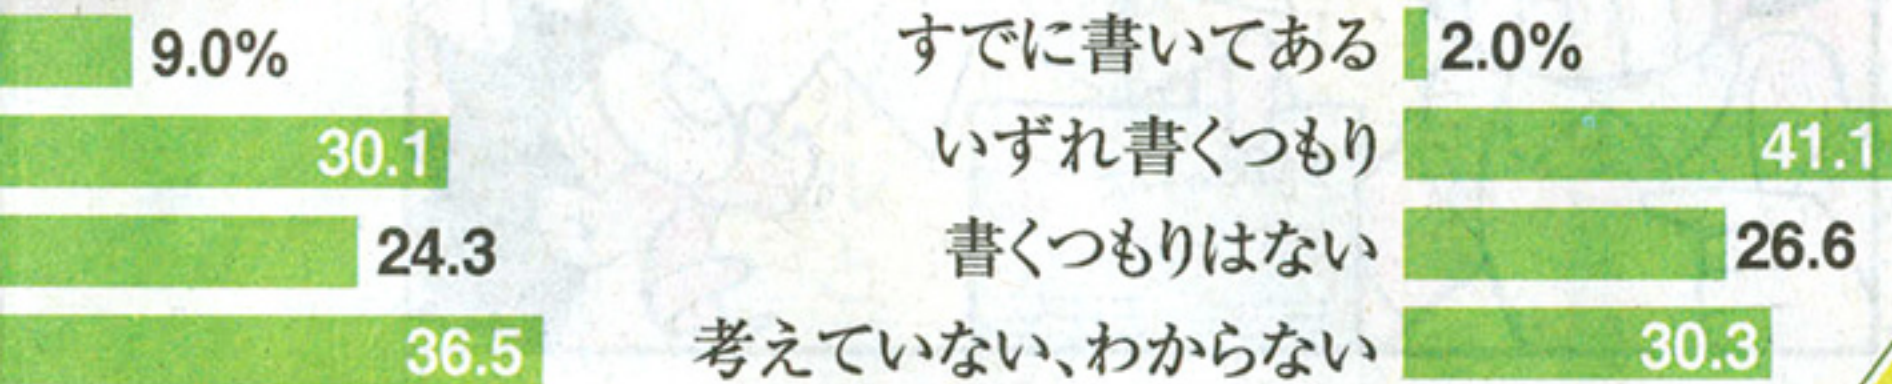 9.0%
30.1
24.3
36.5
すでに書いてある 2.0%
いずれ書くつもり 41.1
書くつもりはない 26.6
考えていない、わからない 30.3